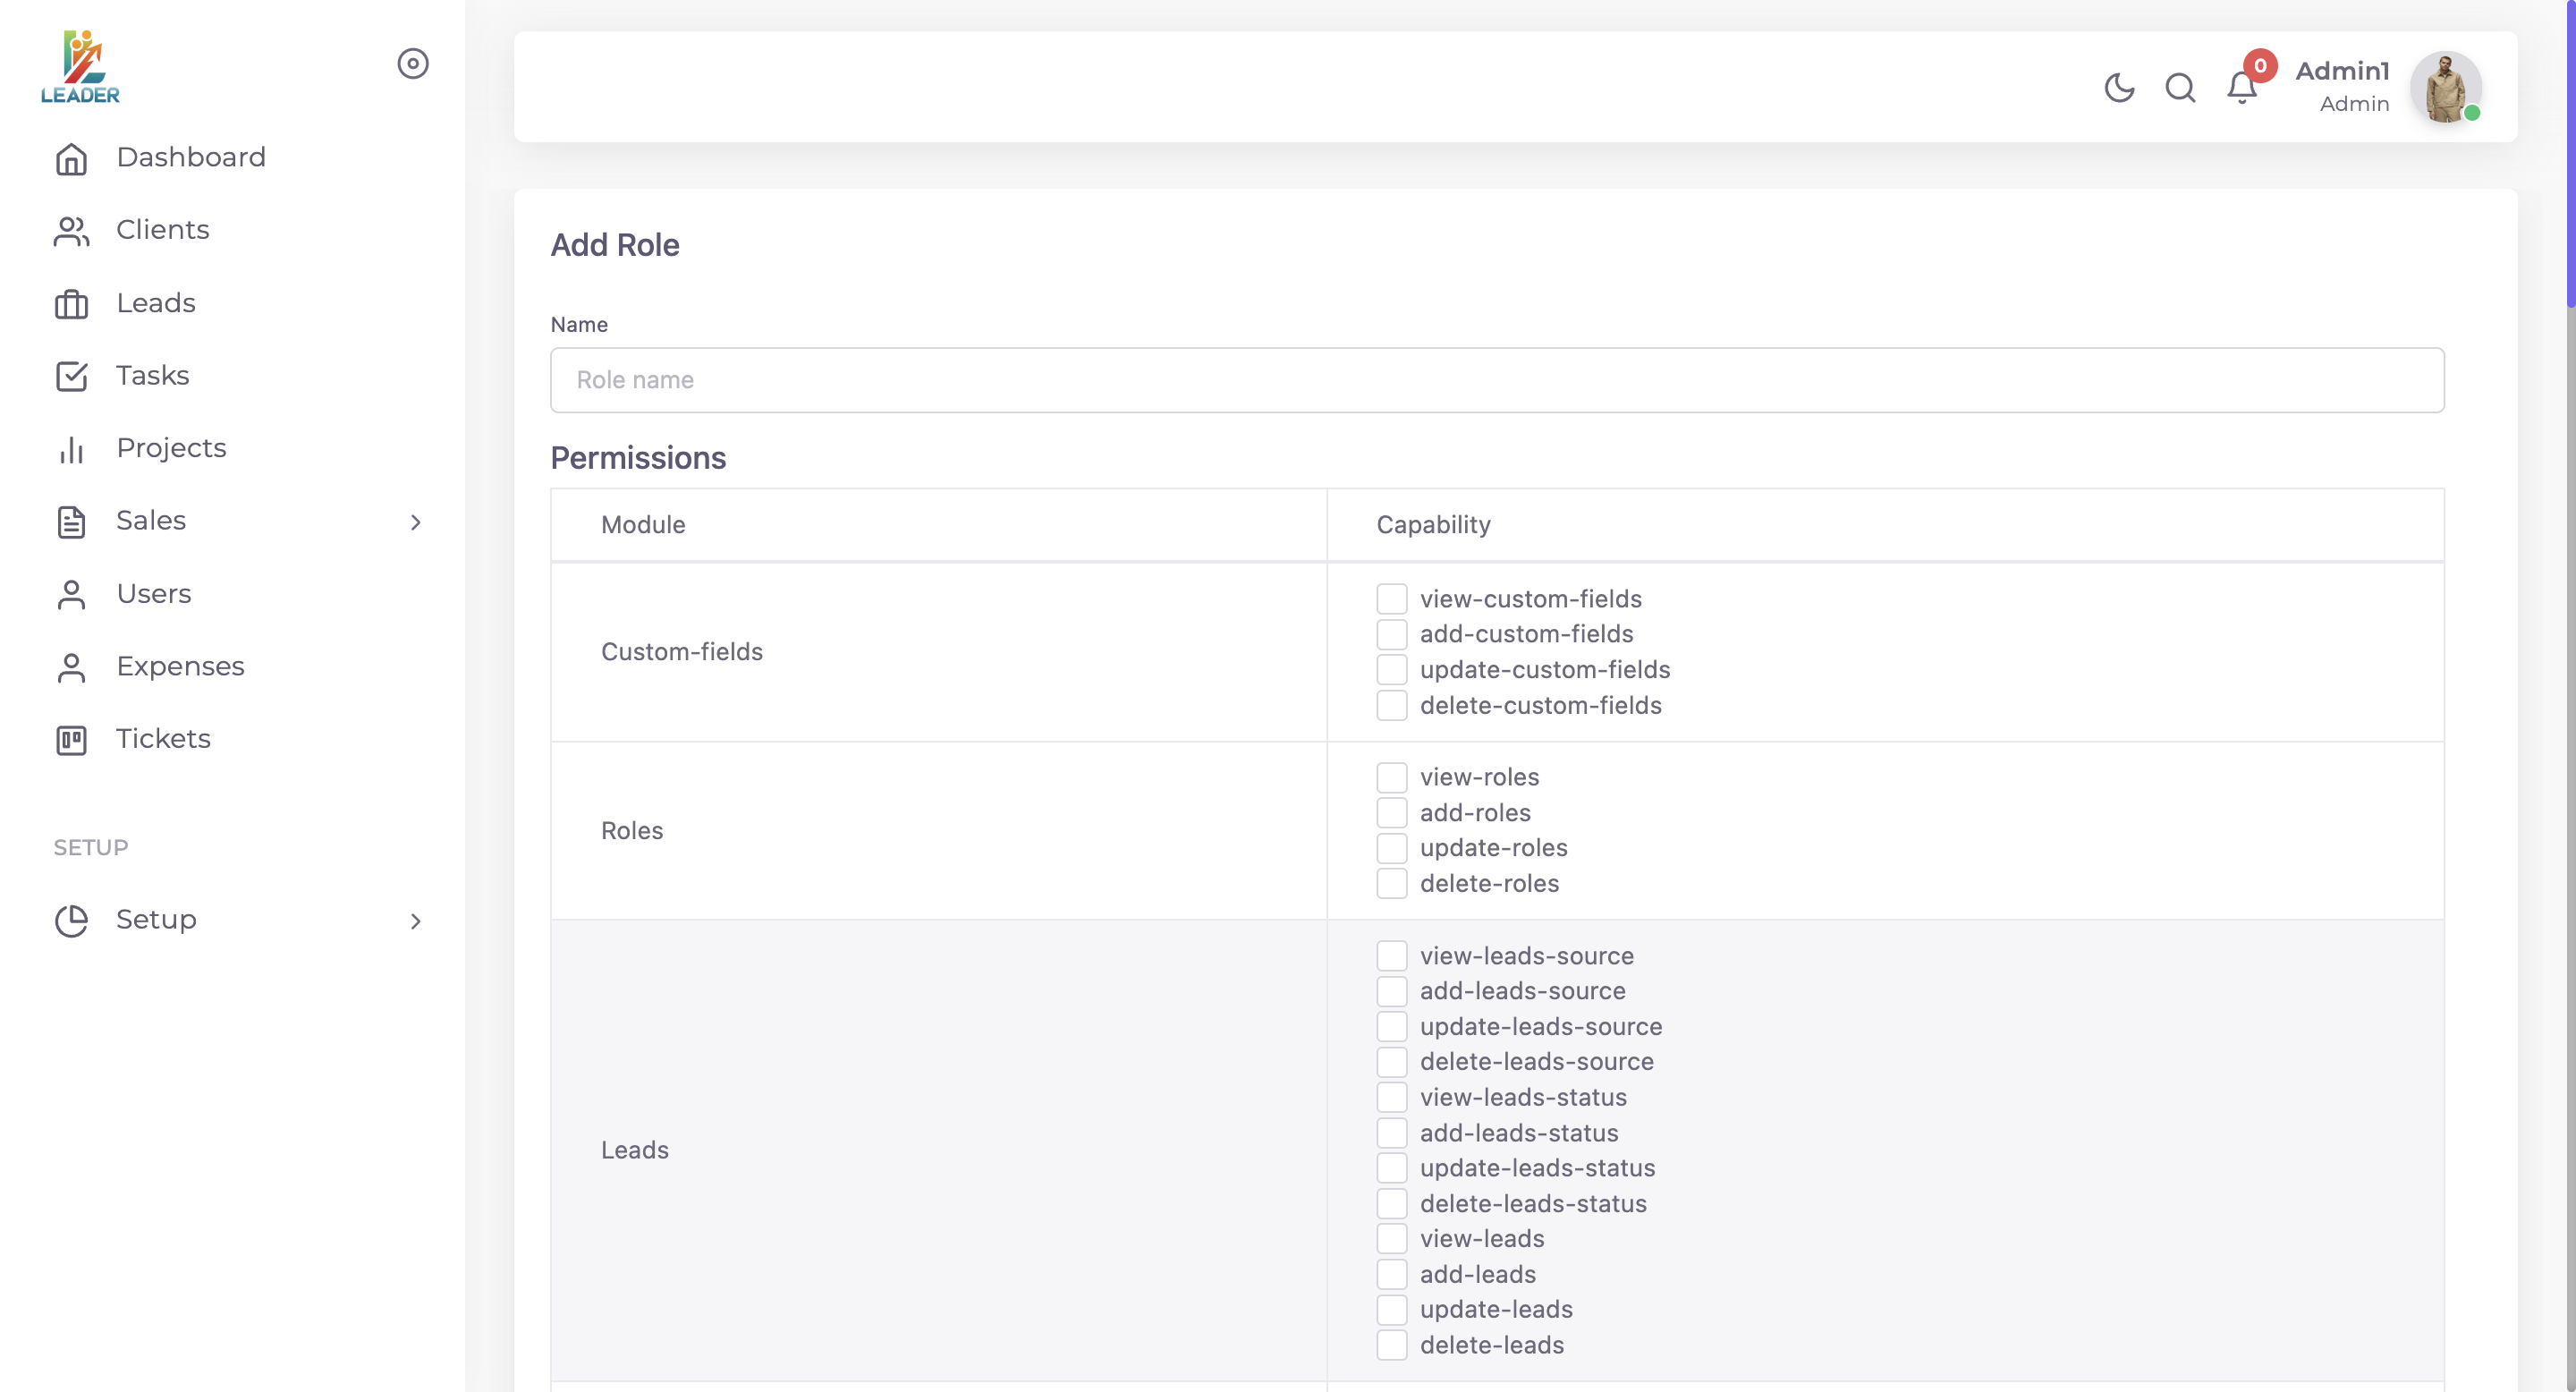 LEADER
Dashboard
Clients
Leads
Tasks
Projects
Sales
Users
Expenses
Tickets
SETUP
Setup
0
Admin1
Admin
Add Role
Name
Role name
Permissions
Module
Capability
Custom-fields
view-custom-fields
add-custom-fields
update-custom-fields
delete-custom-fields
Roles
view-roles
add-roles
update-roles
delete-roles
Leads
view-leads-source
add-leads-source
update-leads-source
delete-leads-source
view-leads-status
add-leads-status
update-leads-status
delete-leads-status
view-leads
add-leads
update-leads
delete-leads